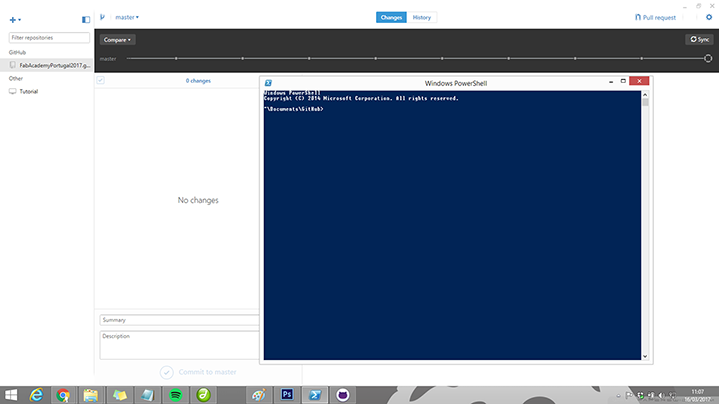 master
Changes
History
Pull request
Filter repositories
Compare
Sync
GitHub
master
FabAcademyPortugal2017.g...
0 changes
Other
Tutorial
Windows PowerShell
Windows PowerShell
Copyright (C) 2014 Microsoft Corporation. All rights reserved.
~\Documents\GitHub>
No changes
Summary
Description
Commit to master
Ps
11:07
16/03/2017